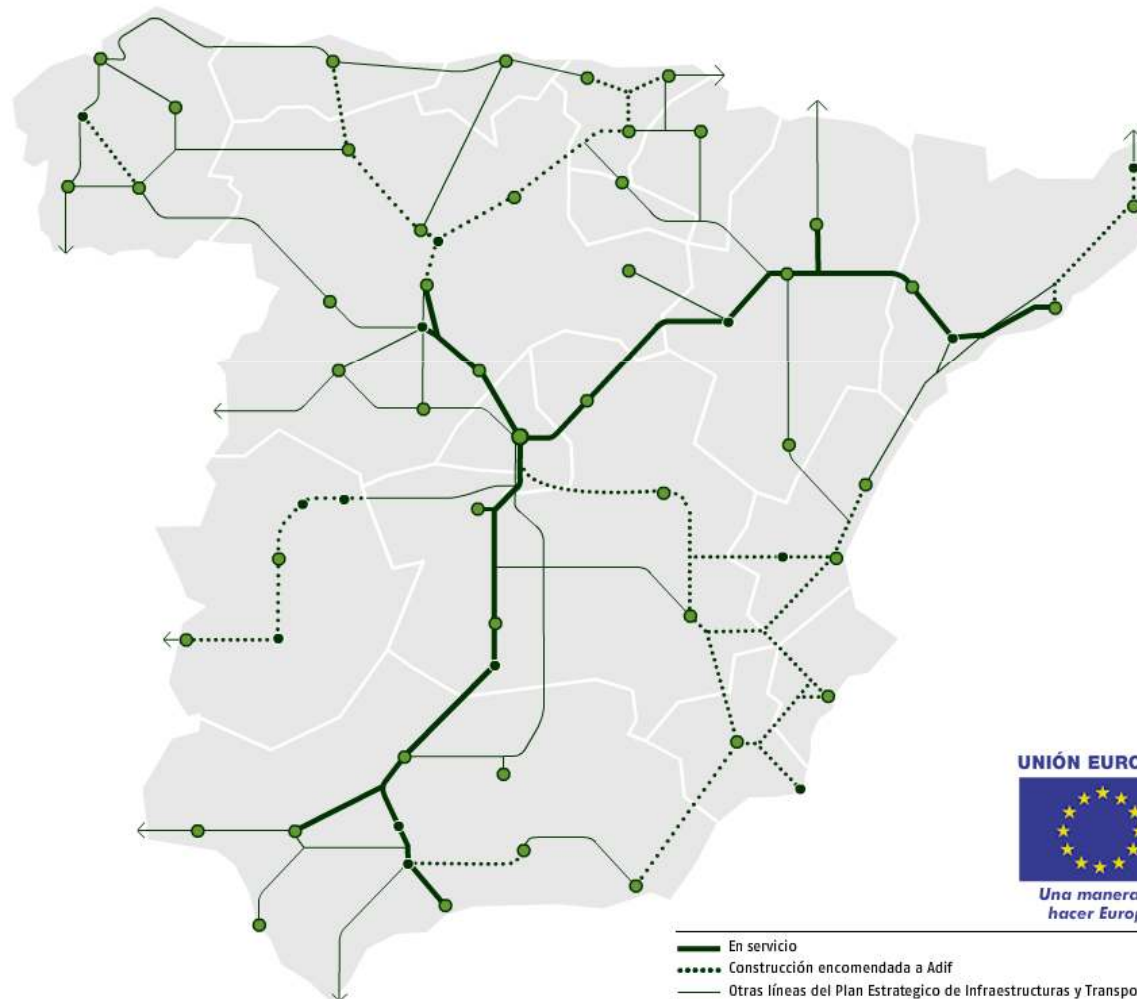 UNIÓN EURO
Una manera
hacer Europ
En servicio
Construcción encomendada a Adif
Otras líneas del Plan Estrategico de Infraestructuras y Transpo